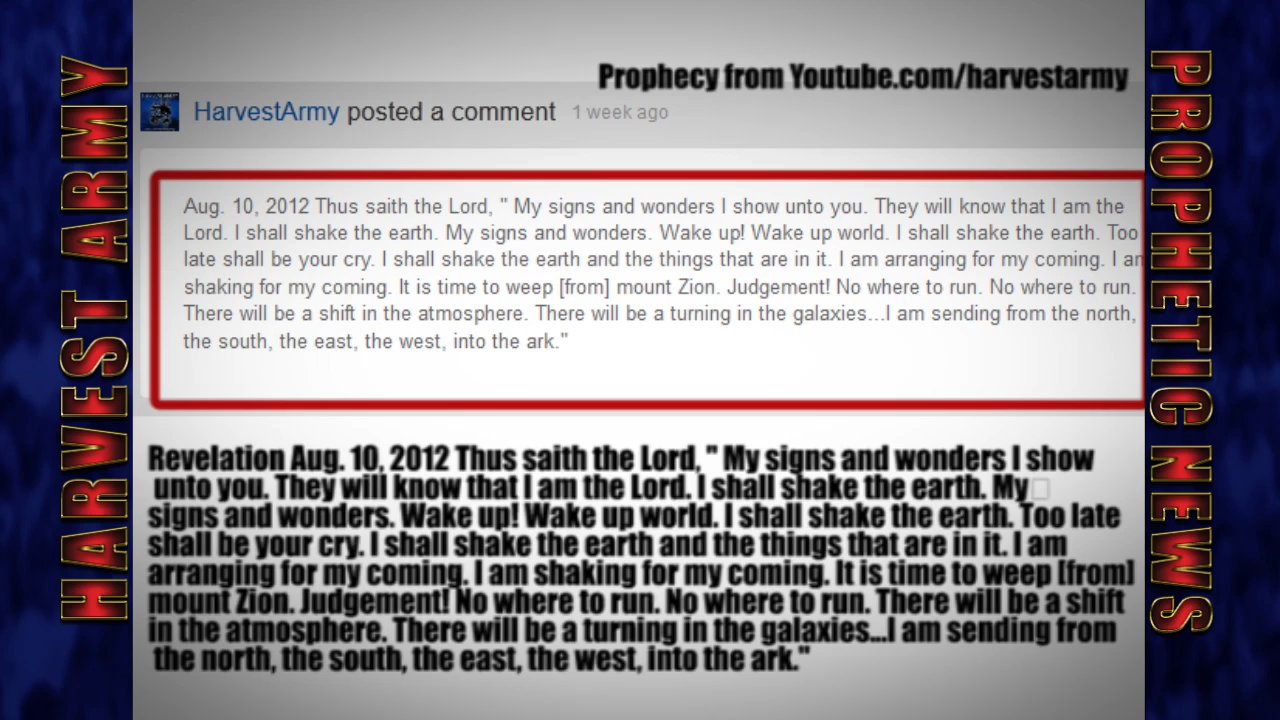 HARVEST ARMY
Prophecy from Youtube.com/harvestarmy
HarvestArmy posted a comment 1 week ago
Aug. 10, 2012 Thus saith the Lord, " My signs and wonders I show unto you. They will know that I am the
Lord. I shall shake the earth. My signs and wonders. Wake up! Wake up world. I shall shake the earth. Too
late shall be your cry. I shall shake the earth and the things that are in it. I am arranging for my coming. I am
shaking for my coming. It is time to weep [from] mount Zion. Judgement! No where to run. No where to run.
There will be a shift in the atmosphere. There will be a turning in the galaxies...I am sending from the north,
the south, the east, the west, into the ark."
Revelation Aug. 10, 2012 Thus saith the Lord, " My signs and wonders I show
unto you. They will know that I am the Lord. I shall shake the earth. My
signs and wonders. Wake up! Wake up world. I shall shake the earth. Too late
shall be your cry. I shall shake the earth and the things that are in it. I am
arranging for my coming. I am shaking for my coming. It is time to weep [from]
mount Zion. Judgement! No where to run. No where to run. There will be a shift
in the atmosphere. There will be a turning in the galaxies...I am sending from
the north, the south, the east, the west, into the ark."
PROPHETIC NEWS